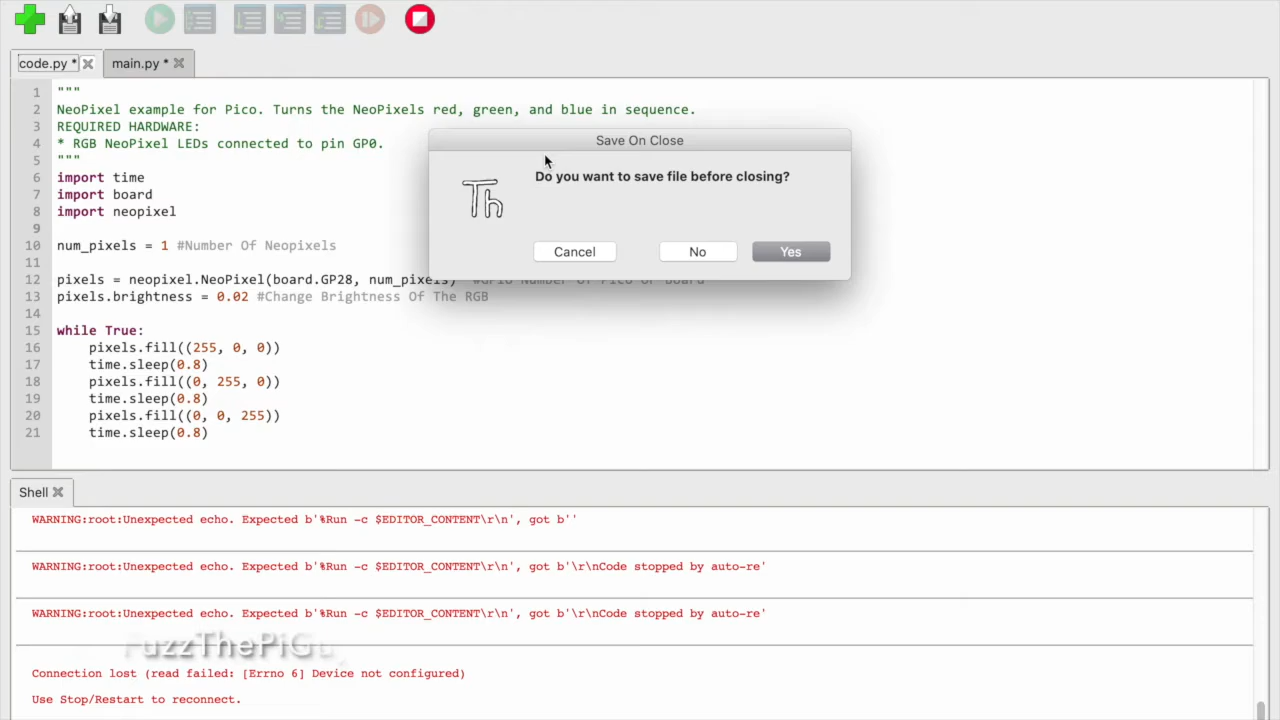 code.py *
main.py *
1 """
2 NeoPixel example for Pico. Turns the NeoPixels red, green, and blue in sequence.
3 REQUIRED HARDWARE:
4 * RGB NeoPixel LEDs connected to pin GP0.
5 """
6 import time
7 import board
8 import neopixel
9
10 num_pixels = 1 #Number Of Neopixels
11
12 pixels = neopixel.NeoPixel(board.GP28, num_pixels) #GPIO Number Of Pico Or Board
13 pixels.brightness = 0.02 #Change Brightness Of The RGB
14
15 while True:
16 pixels.fill((255, 0, 0))
17 time.sleep(0.8)
18 pixels.fill((0, 255, 0))
19 time.sleep(0.8)
20 pixels.fill((0, 0, 255))
21 time.sleep(0.8)
Save On Close
Th
Do you want to save file before closing?
Cancel No Yes
Shell
WARNING:root:Unexpected echo. Expected b'%Run -c $EDITOR_CONTENT\r\n', got b''
WARNING:root:Unexpected echo. Expected b'%Run -c $EDITOR_CONTENT\r\n', got b'\r\nCode stopped by auto-re'
WARNING:root:Unexpected echo. Expected b'%Run -c $EDITOR_CONTENT\r\n', got b'\r\nCode stopped by auto-re'
Connection lost (read failed: [Errno 6] Device not configured)
Use Stop/Restart to reconnect.